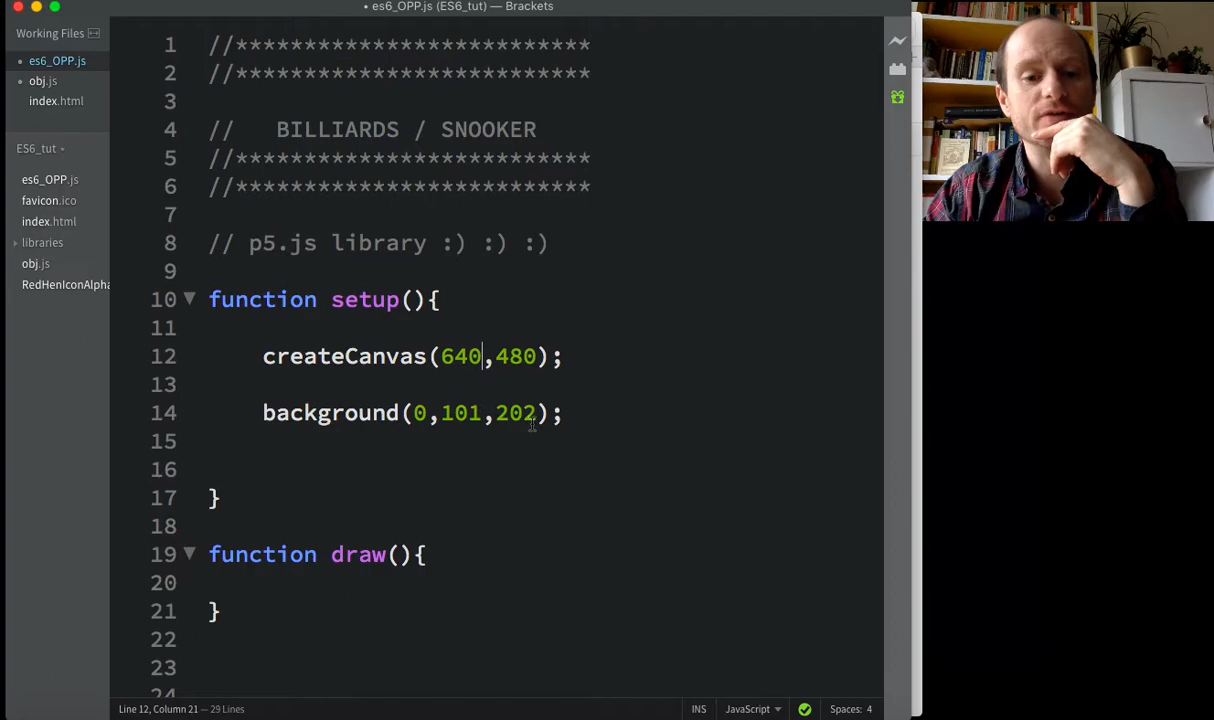 • es6_OPP.js (ES6_tut) — Brackets
Working Files
• es6_OPP.js
• obj.js
index.html
ES6_tut
es6_OPP.js
favicon.ico
index.html
libraries
obj.js
RedHenIconAlpha
1 //**************************
2 //**************************
3
4 //   BILLIARDS / SNOOKER
5 //**************************
6 //**************************
7
8 // p5.js library :) :) :)
9
10 function setup(){
11
12     createCanvas(640,480);
13
14     background(0,101,202);
15
16
17 }
18
19 function draw(){
20
21 }
22
23
24
Line 12, Column 21 — 29 Lines
INS
JavaScript
Spaces: 4